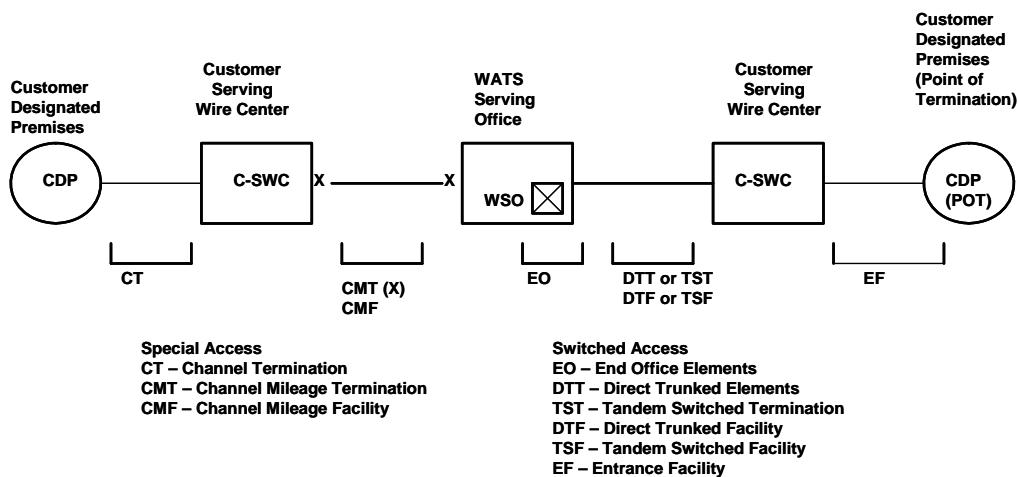 Customer
Designated
Premises
Customer
Serving
Wire Center
WATS
Serving
Office
Customer
Serving
Wire Center
Customer
Designated
Premises
(Point of
Termination)
CDP
C-SWC
X
X
WSO
C-SWC
CDP
(POT)
CT
CMT (X)
CMF
EO
DTT or TST
DTF or TSF
EF
Special Access
CT – Channel Termination
CMT – Channel Mileage Termination
CMF – Channel Mileage Facility
Switched Access
EO – End Office Elements
DTT – Direct Trunked Elements
TST – Tandem Switched Termination
DTF – Direct Trunked Facility
TSF – Tandem Switched Facility
EF – Entrance Facility